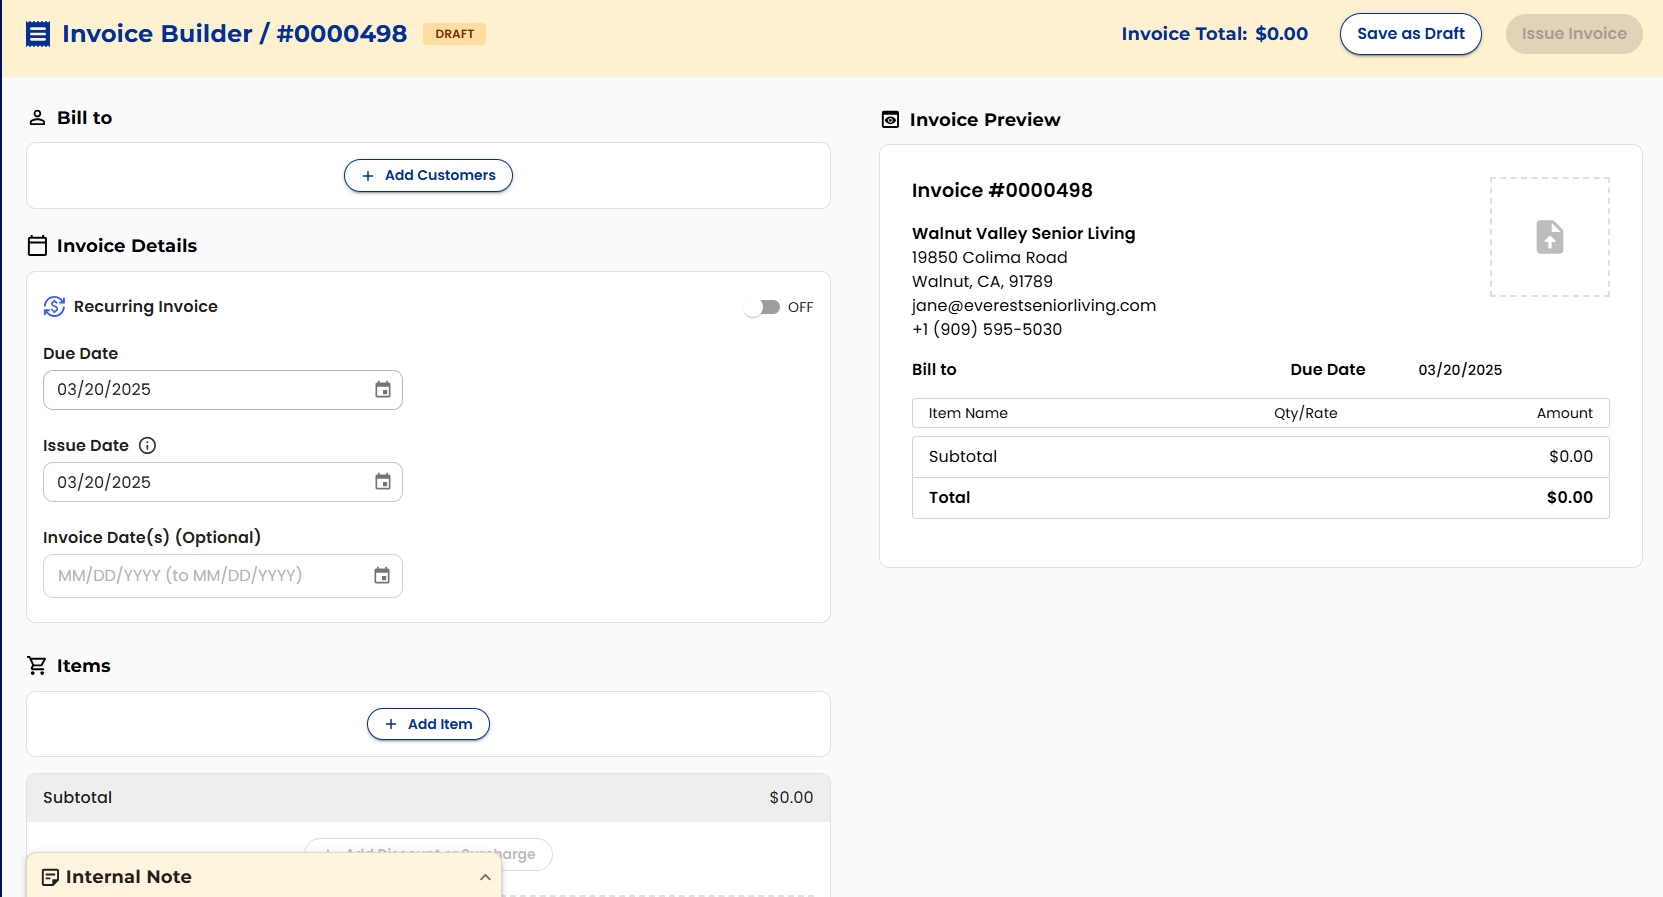 Invoice Builder / #0000498 DRAFT Invoice Total: $0.00 Save as Draft Issue Invoice
Bill to
+ Add Customers
Invoice Details
Recurring Invoice OFF
Due Date
03/20/2025
Issue Date
03/20/2025
Invoice Date(s) (Optional)
MM/DD/YYYY (to MM/DD/YYYY)
Items
+ Add Item
Subtotal $0.00
+ Add Discount or Surcharge
Internal Note
Invoice Preview
Invoice #0000498
Walnut Valley Senior Living
19850 Colima Road
Walnut, CA, 91789
jane@everestseniorliving.com
+1 (909) 595-5030
Bill to Due Date 03/20/2025
Item Name Qty/Rate Amount
Subtotal $0.00
Total $0.00